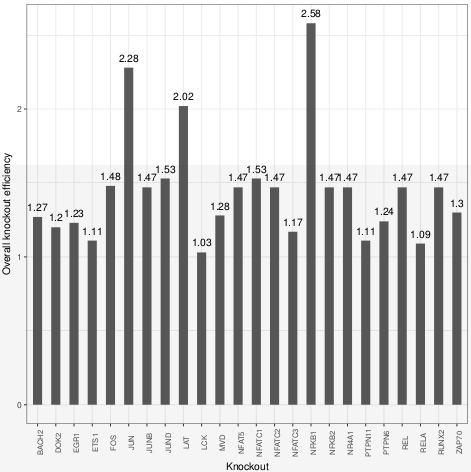 2.58
2.28
2.02
1.48
1.47
1.53
1.47
1.53
1.47
1.47
1.47
1.47
1.47
1.27
1.2
1.23
1.11
1.03
1.28
1.17
1.11
1.24
1.09
1.3
2
1
0
Overall knockout efficiency
BACH2
DOK2
EGR1
ETS1
FOS
JUN
JUNB
JUND
LAT
LCK
MVD
NFAT5
NFATC1
NFATC2
NFATC3
NFKB1
NFKB2
NR4A1
PTPN11
PTPN6
REL
RELA
RUNX2
ZAP70
Knockout